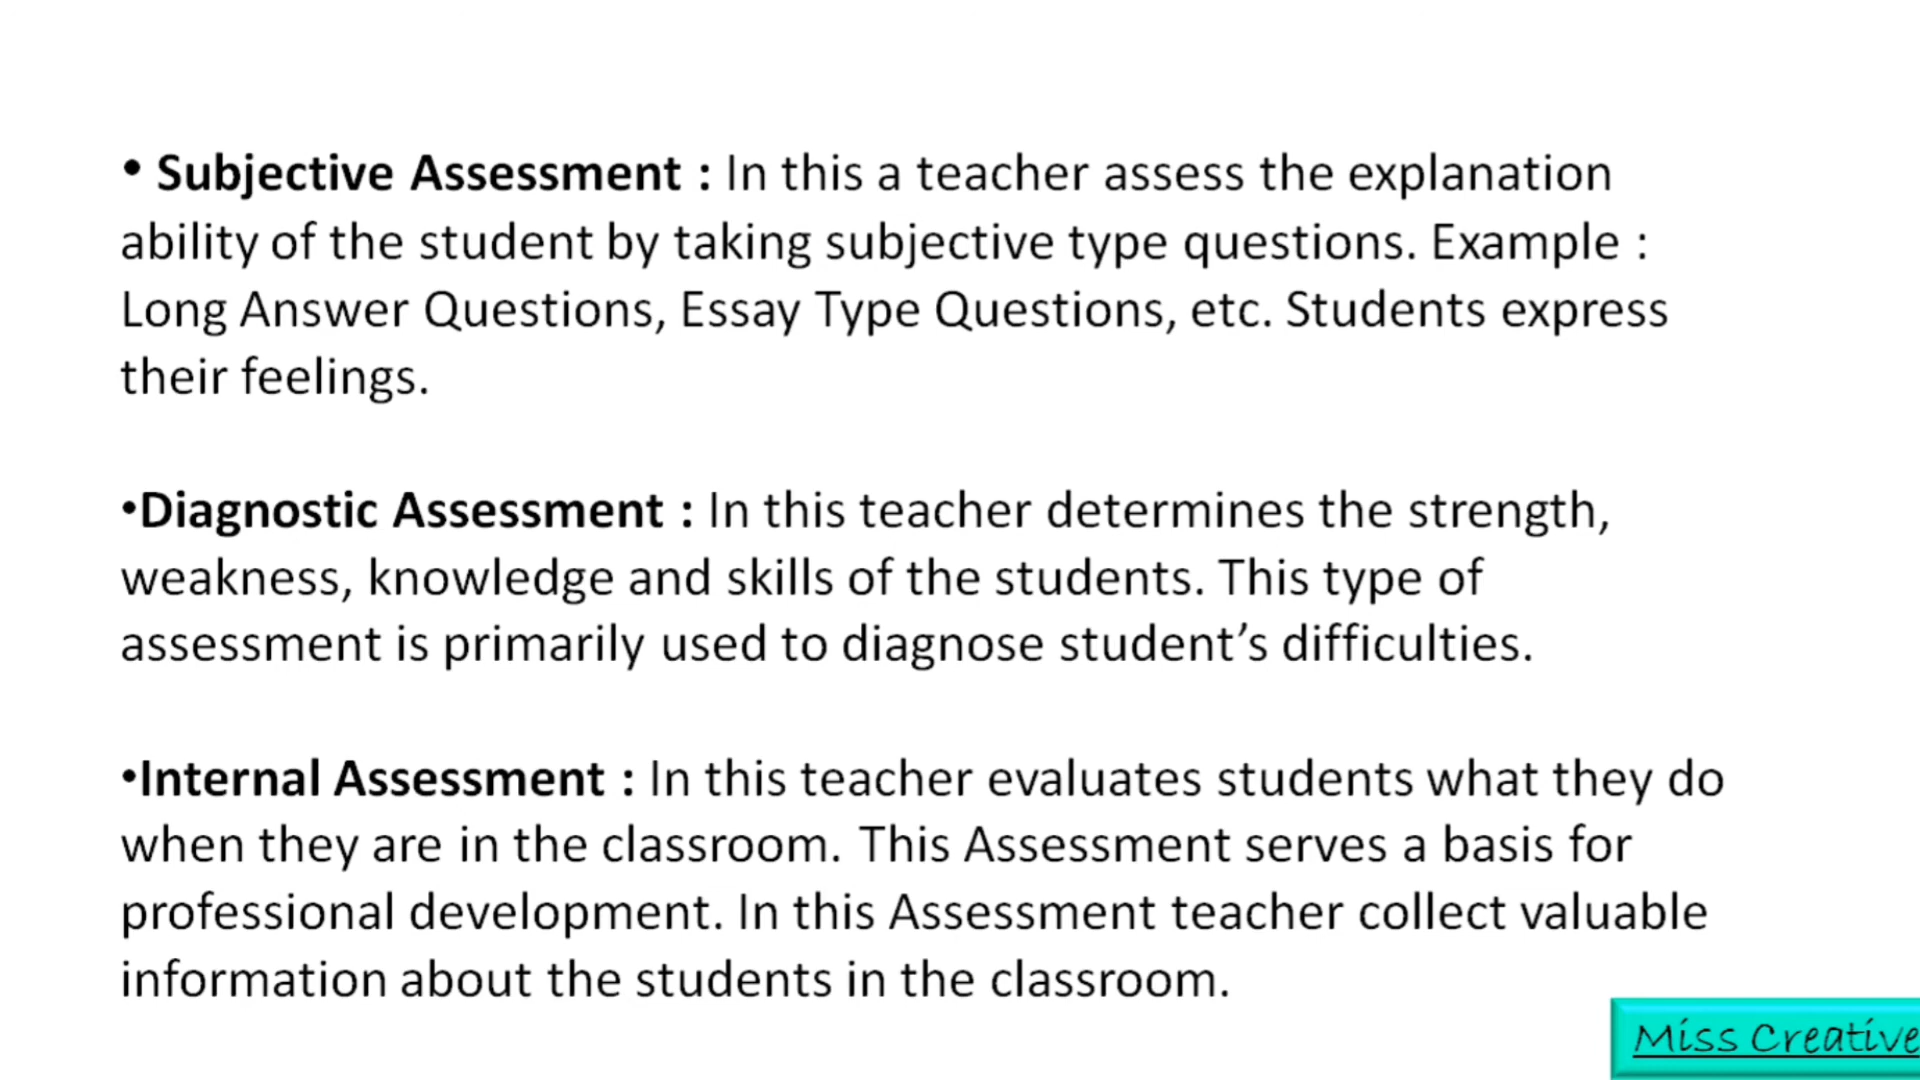 • Subjective Assessment : In this a teacher assess the explanation
ability of the student by taking subjective type questions. Example :
Long Answer Questions, Essay Type Questions, etc. Students express
their feelings.
•Diagnostic Assessment : In this teacher determines the strength,
weakness, knowledge and skills of the students. This type of
assessment is primarily used to diagnose student’s difficulties.
•Internal Assessment : In this teacher evaluates students what they do
when they are in the classroom. This Assessment serves a basis for
professional development. In this Assessment teacher collect valuable
information about the students in the classroom.
Miss Creative